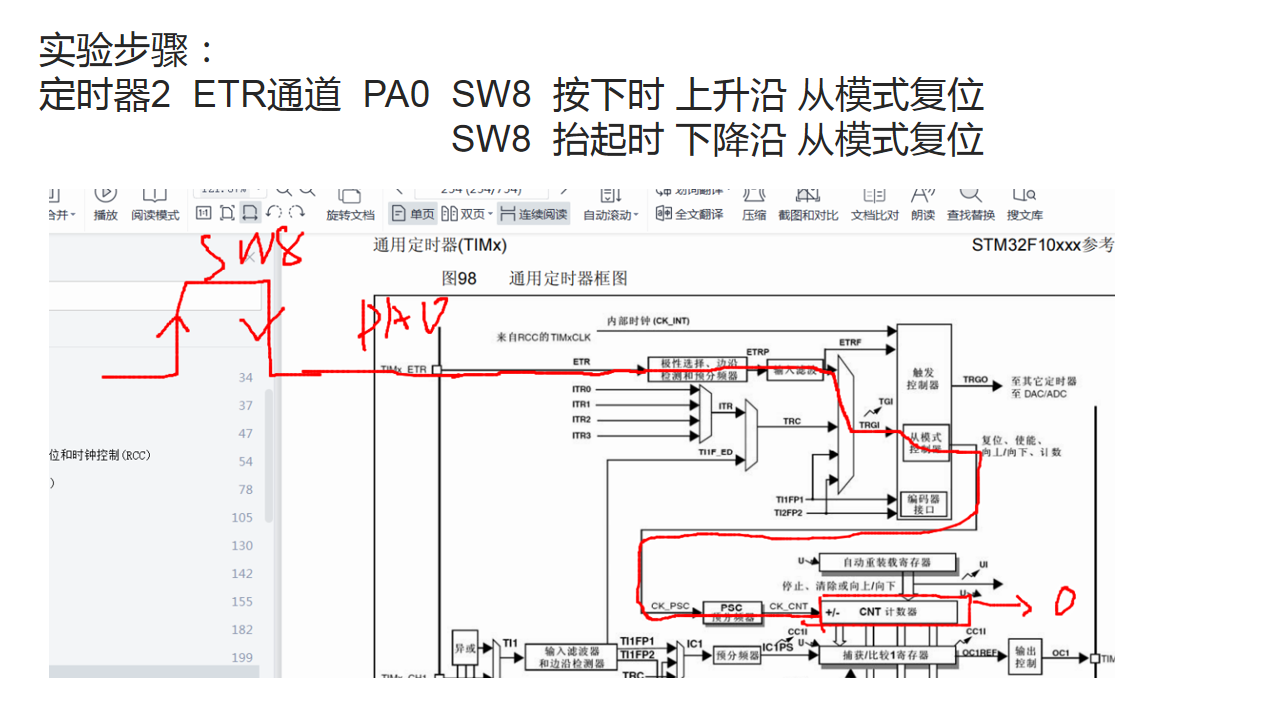 实验步骤：
定时器2 ETR通道 PA0 SW8 按下时 上升沿 从模式复位
SW8 抬起时 下降沿 从模式复位
播放 阅读模式 旋转文档 单页 双页 连续阅读 自动滚动 全文翻译 压缩 截图和对比 文档比对 朗读 查找替换 搜文库
通用定时器(TIMx) STM32F10xxx参考
图98 通用定时器框图
SW8
PA0
内部时钟 (CK_INT)
来自RCC的TIMxCLK
TIMx_ETR
ETR
极性选择、边沿
检测和预分频器
ETRP
输入滤波
ETRF
触发
控制器
TRGO
至其它定时器
至 DAC/ADC
ITR0
ITR1
ITR2
ITR3
ITR
TRC
TI1F_ED
TGI
TRGI
从模式
控制器
复位、使能、
向上/向下、计数
TI1FP1
TI2FP2
编码器
接口
34
37
47
位和时钟控制(RCC) 54
) 78
105
130
142
155
182
199
U
自动重装载寄存器
UI
停止、清除或向上/向下
U
CK_PSC
PSC
预分频器
CK_CNT
+/- CNT 计数器
0
CC1I
U
CC1I
异或
TI1
输入滤波器
和边沿检测器
TI1FP1
TI1FP2
TRC
IC1
预分频器
IC1PS
捕获/比较1寄存器
OC1REF
输出
控制
OC1
TIM